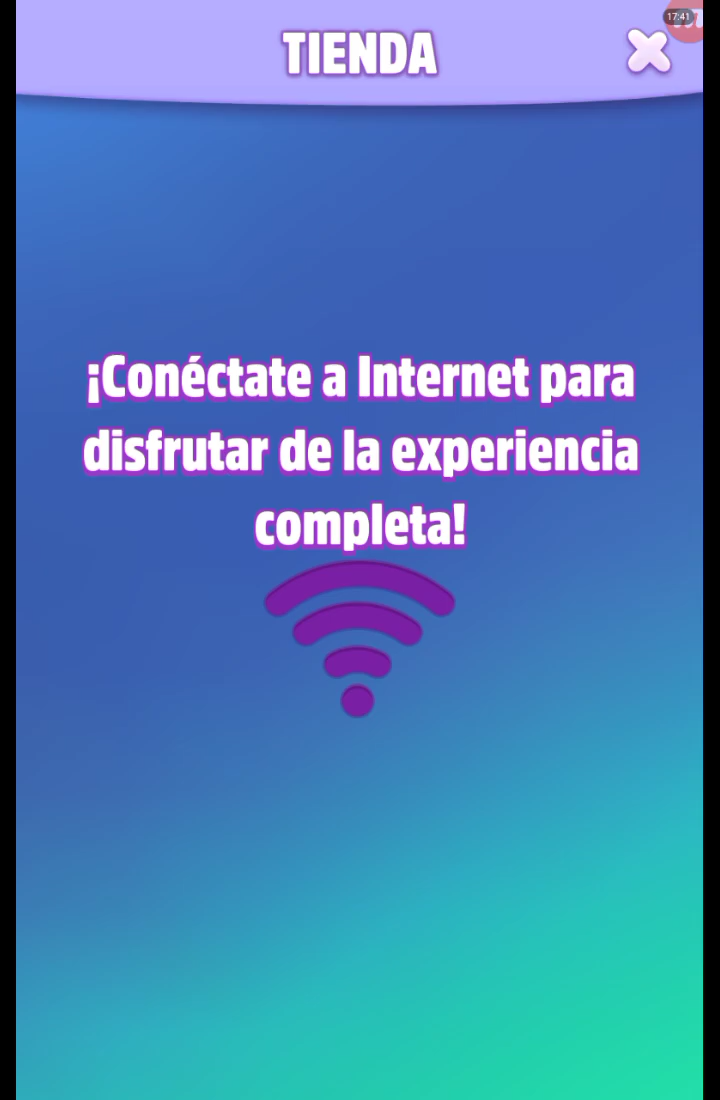 17:41
TIENDA
¡Conéctate a Internet para
disfrutar de la experiencia
completa!